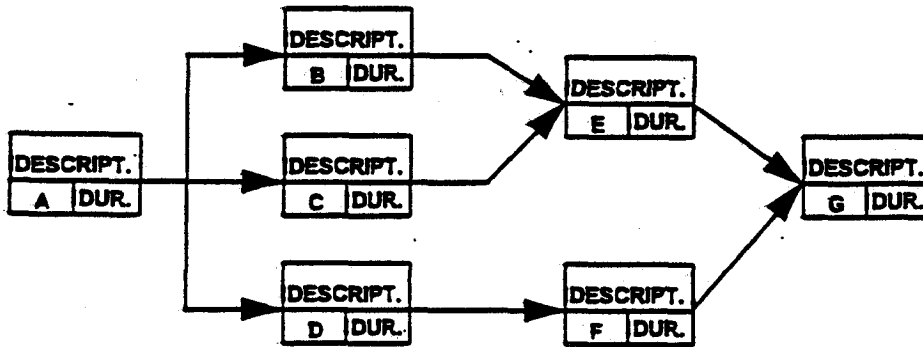 DESCRIPT.
A DUR.
DESCRIPT.
B DUR.
DESCRIPT.
C DUR.
DESCRIPT.
D DUR.
DESCRIPT.
E DUR.
DESCRIPT.
F DUR.
DESCRIPT.
G DUR.